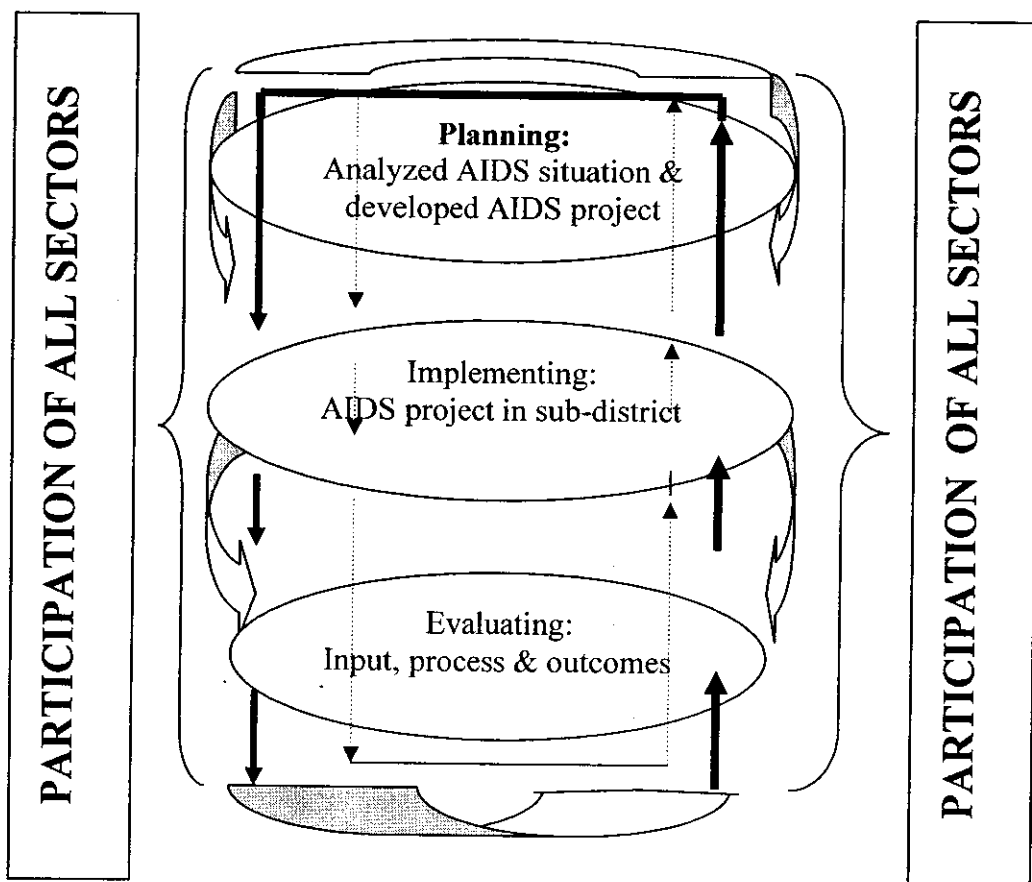 PARTICIPATION OF ALL SECTORS
Planning:
Analyzed AIDS situation &
developed AIDS project
Implementing:
AIDS project in sub-district
Evaluating:
Input, process & outcomes
PARTICIPATION OF ALL SECTORS